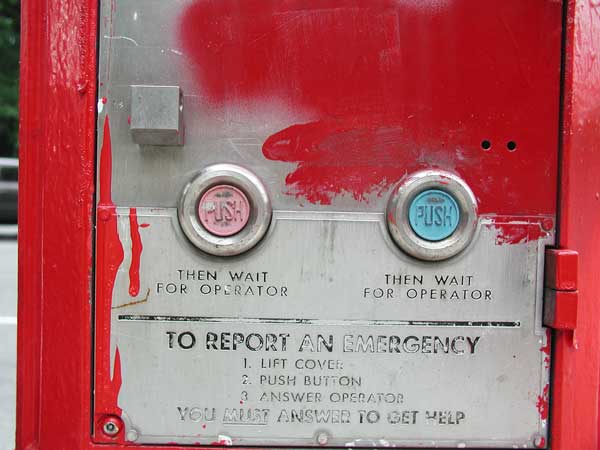 PUSH PUSH
THEN WAIT THEN WAIT
FOR OPERATOR FOR OPERATOR
TO REPORT AN EMERGENCY
1. LIFT COVER
2. PUSH BUTTON
3 ANSWER OPERATOR
YOU MUST ANSWER TO GET HELP